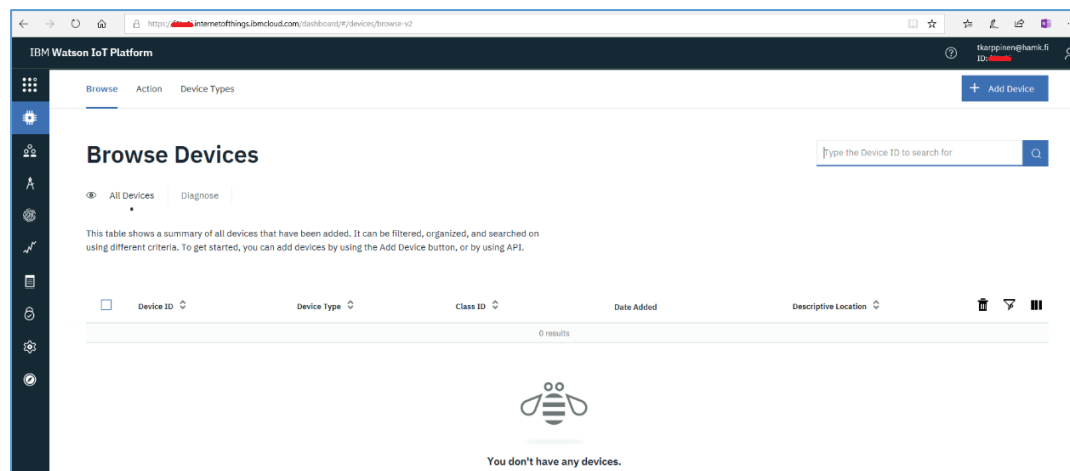 https://internetofthings.ibmcloud.com/dashboard/#/devices/browse-v2
IBM Watson IoT Platform
tkarppinen@hamk.fi
ID:
Browse Action Device Types
+ Add Device
Browse Devices
Type the Device ID to search for
All Devices Diagnose
This table shows a summary of all devices that have been added. It can be filtered, organized, and searched on
using different criteria. To get started, you can add devices by using the Add Device button, or by using API.
Device ID Device Type Class ID Date Added Descriptive Location
0 results
You don't have any devices.